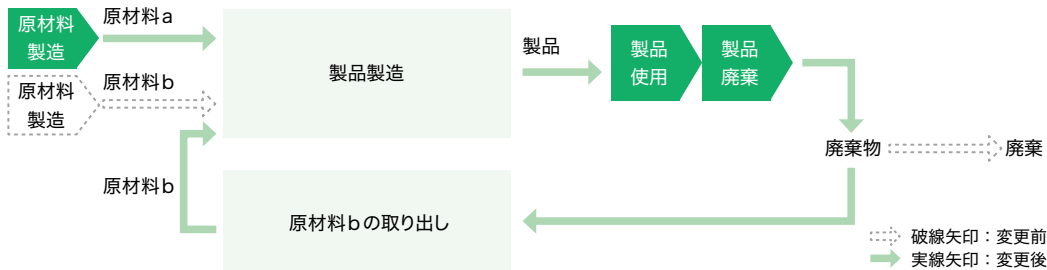 原材料
製造
原材料a
原材料
製造
原材料b
原材料b
製品製造
原材料bの取り出し
製品
製品
使用
製品
廃棄
廃棄物
廃棄
破線矢印：変更前
実線矢印：変更後